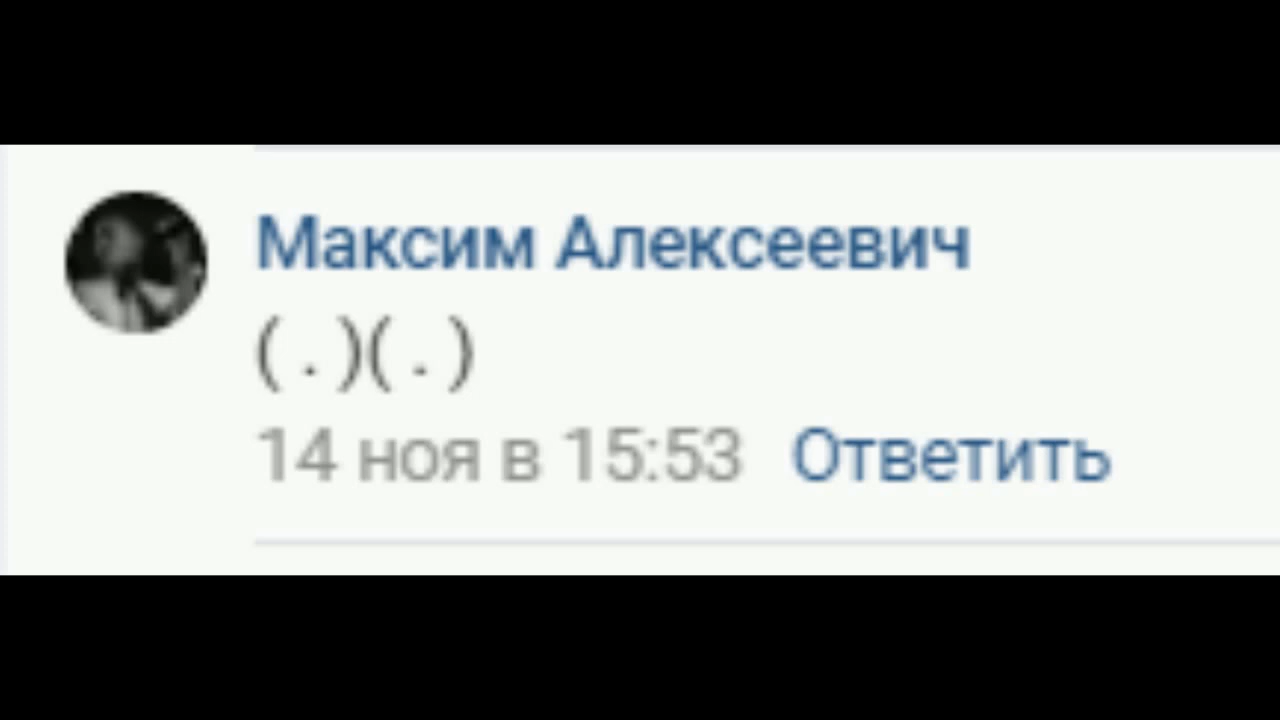 Максим Алексеевич
( . )( . )
14 ноя в 15:53 Ответить